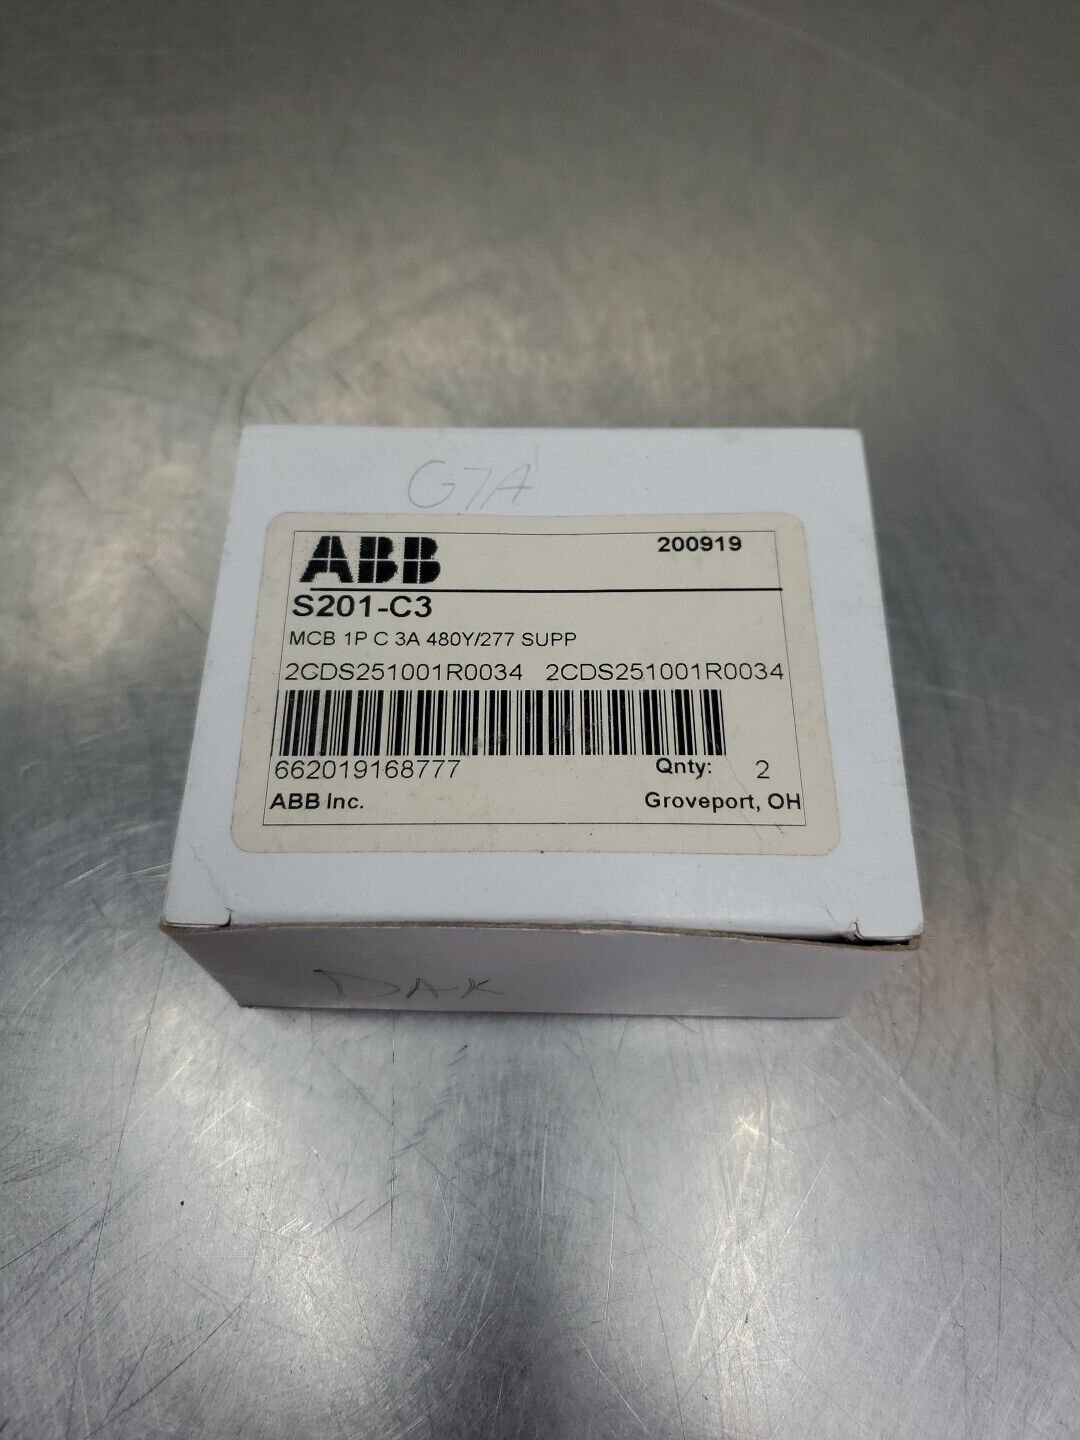 G7A
ABB 200919
S201-C3
MCB 1P C 3A 480Y/277 SUPP
2CDS251001R0034 2CDS251001R0034
662019168777 Qnty: 2
ABB Inc. Groveport, OH
DAK